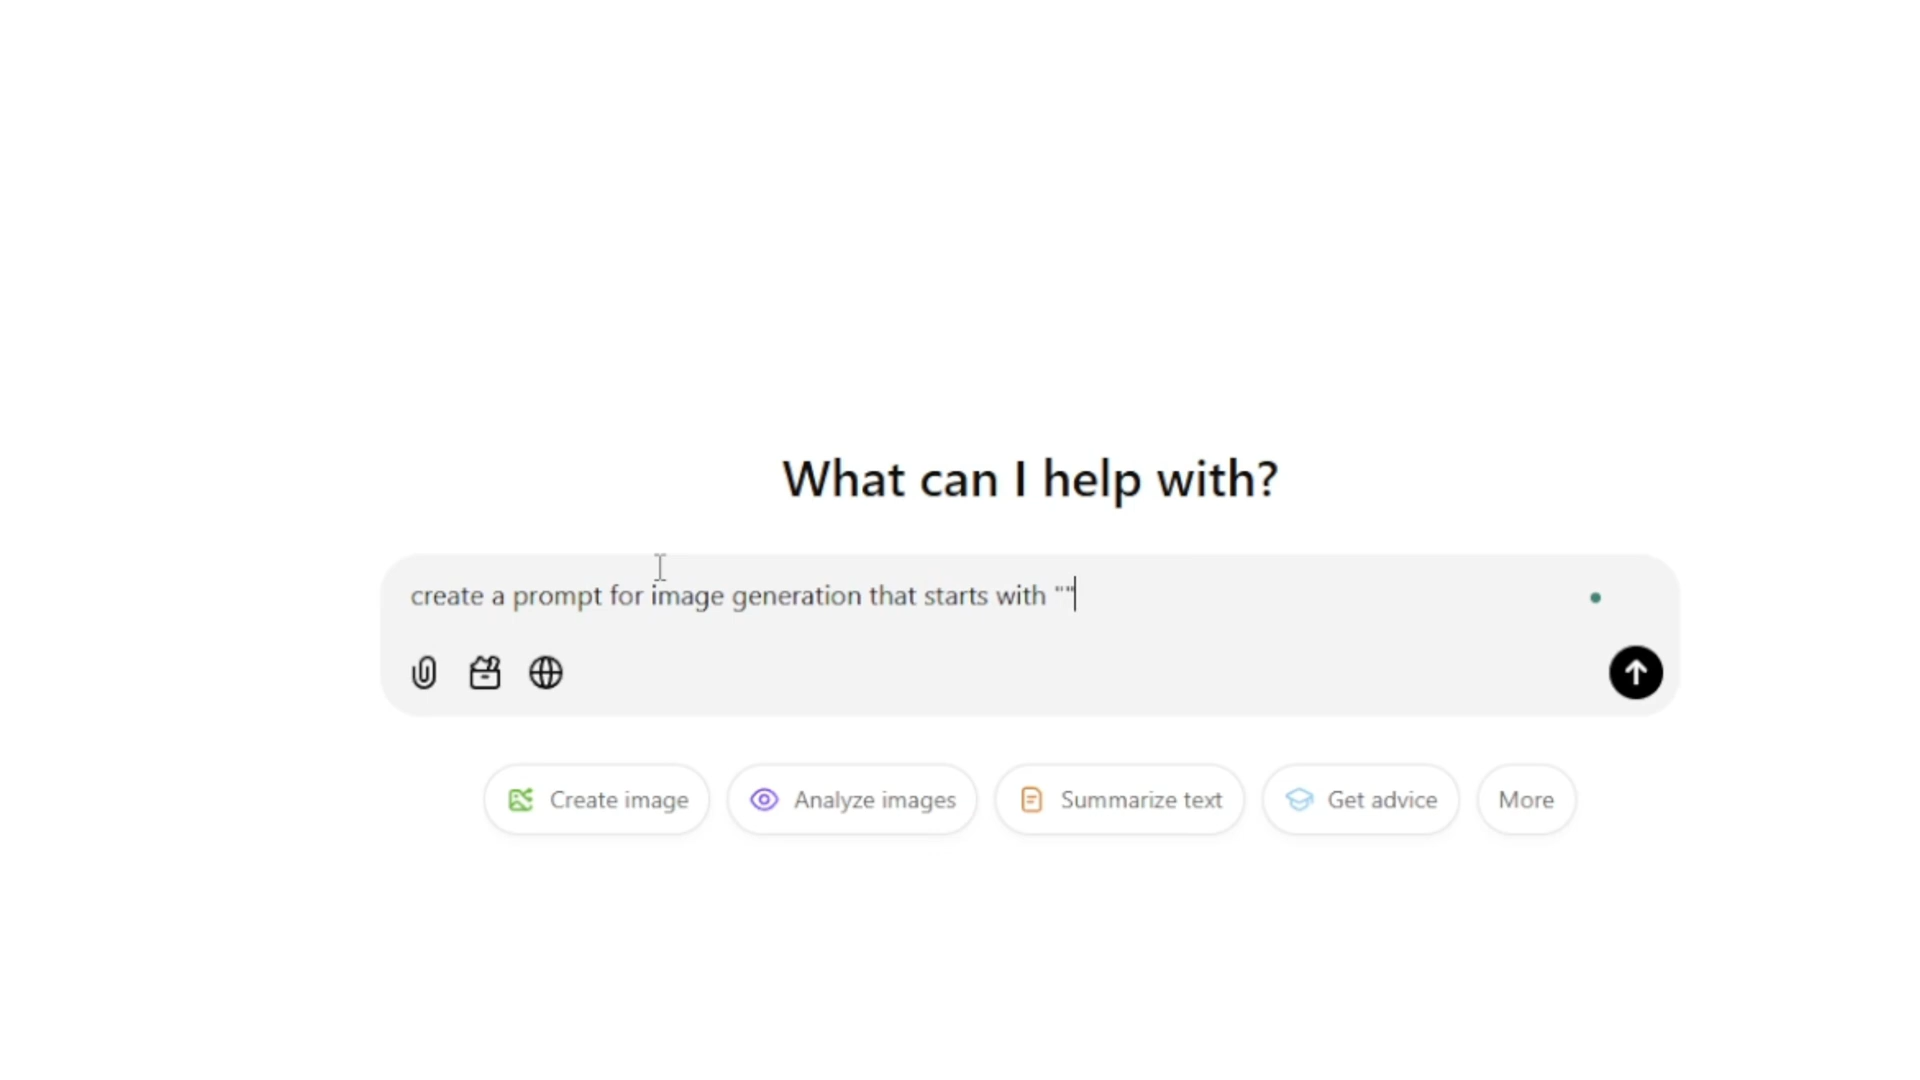 What can I help with?
create a prompt for image generation that starts with ""
Create image
Analyze images
Summarize text
Get advice
More